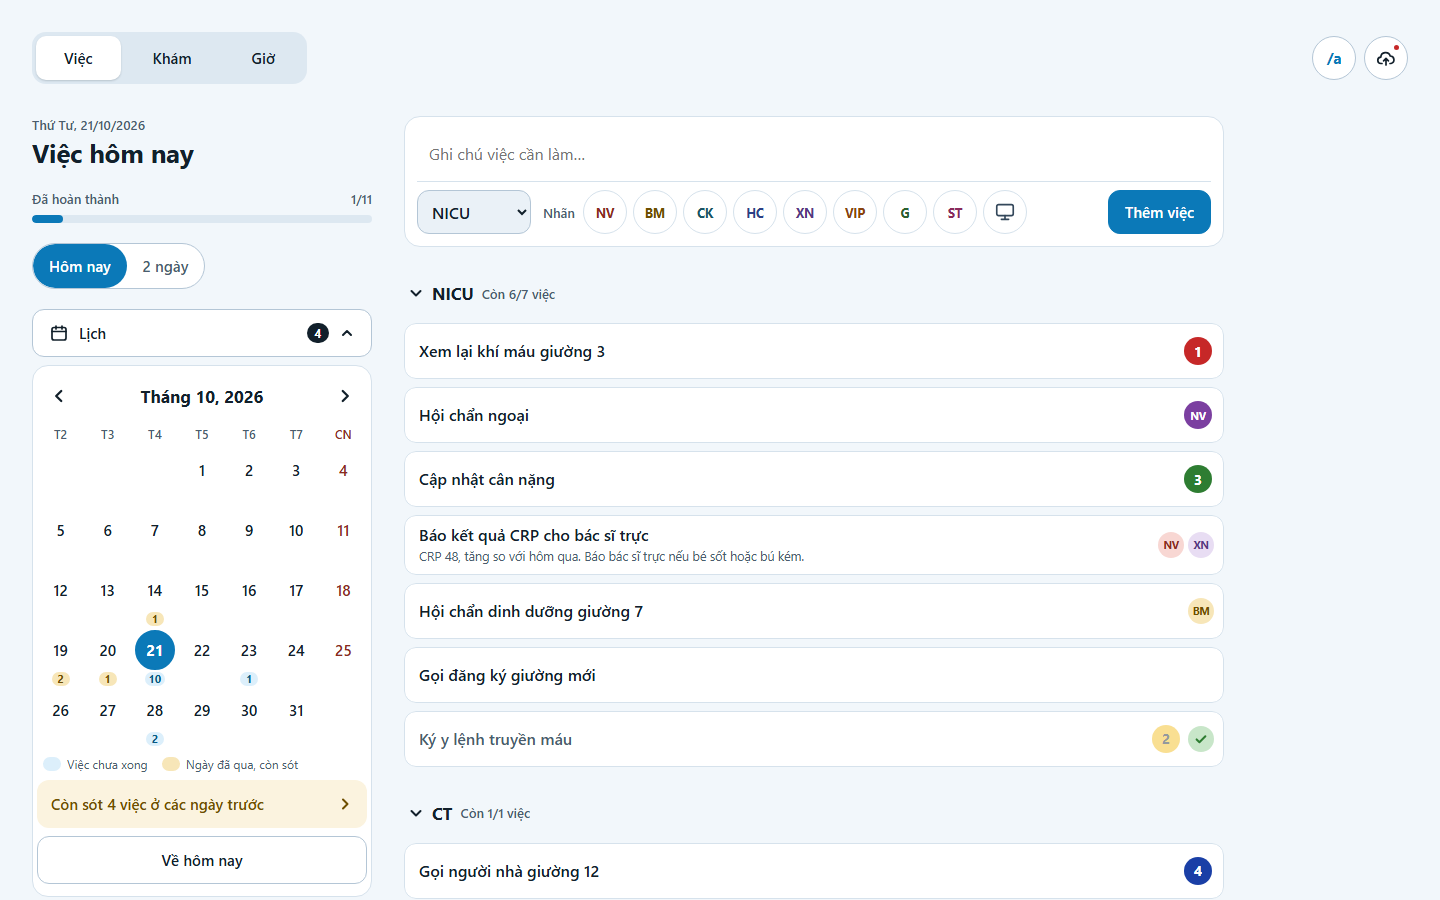 Việc Khám Giờ
/a
Thứ Tư, 21/10/2026
Việc hôm nay
Đã hoàn thành 1/11
Hôm nay 2 ngày
Lịch 4
Tháng 10, 2026
T2 T3 T4 T5 T6 T7 CN
1 2 3 4
5 6 7 8 9 10 11
12 13 14 15 16 17 18
1
19 20 21 22 23 24 25
2 1 10 1
26 27 28 29 30 31
2
Việc chưa xong Ngày đã qua, còn sót
Còn sót 4 việc ở các ngày trước
Về hôm nay
Ghi chú việc cần làm...
NICU Nhãn NV BM CK HC XN VIP G ST Thêm việc
NICU Còn 6/7 việc
Xem lại khí máu giường 3 1
Hội chẩn ngoại NV
Cập nhật cân nặng 3
Báo kết quả CRP cho bác sĩ trực NV XN
CRP 48, tăng so với hôm qua. Báo bác sĩ trực nếu bé sốt hoặc bú kém.
Hội chẩn dinh dưỡng giường 7 BM
Gọi đăng ký giường mới
Ký y lệnh truyền máu 2
CT Còn 1/1 việc
Gọi người nhà giường 12 4